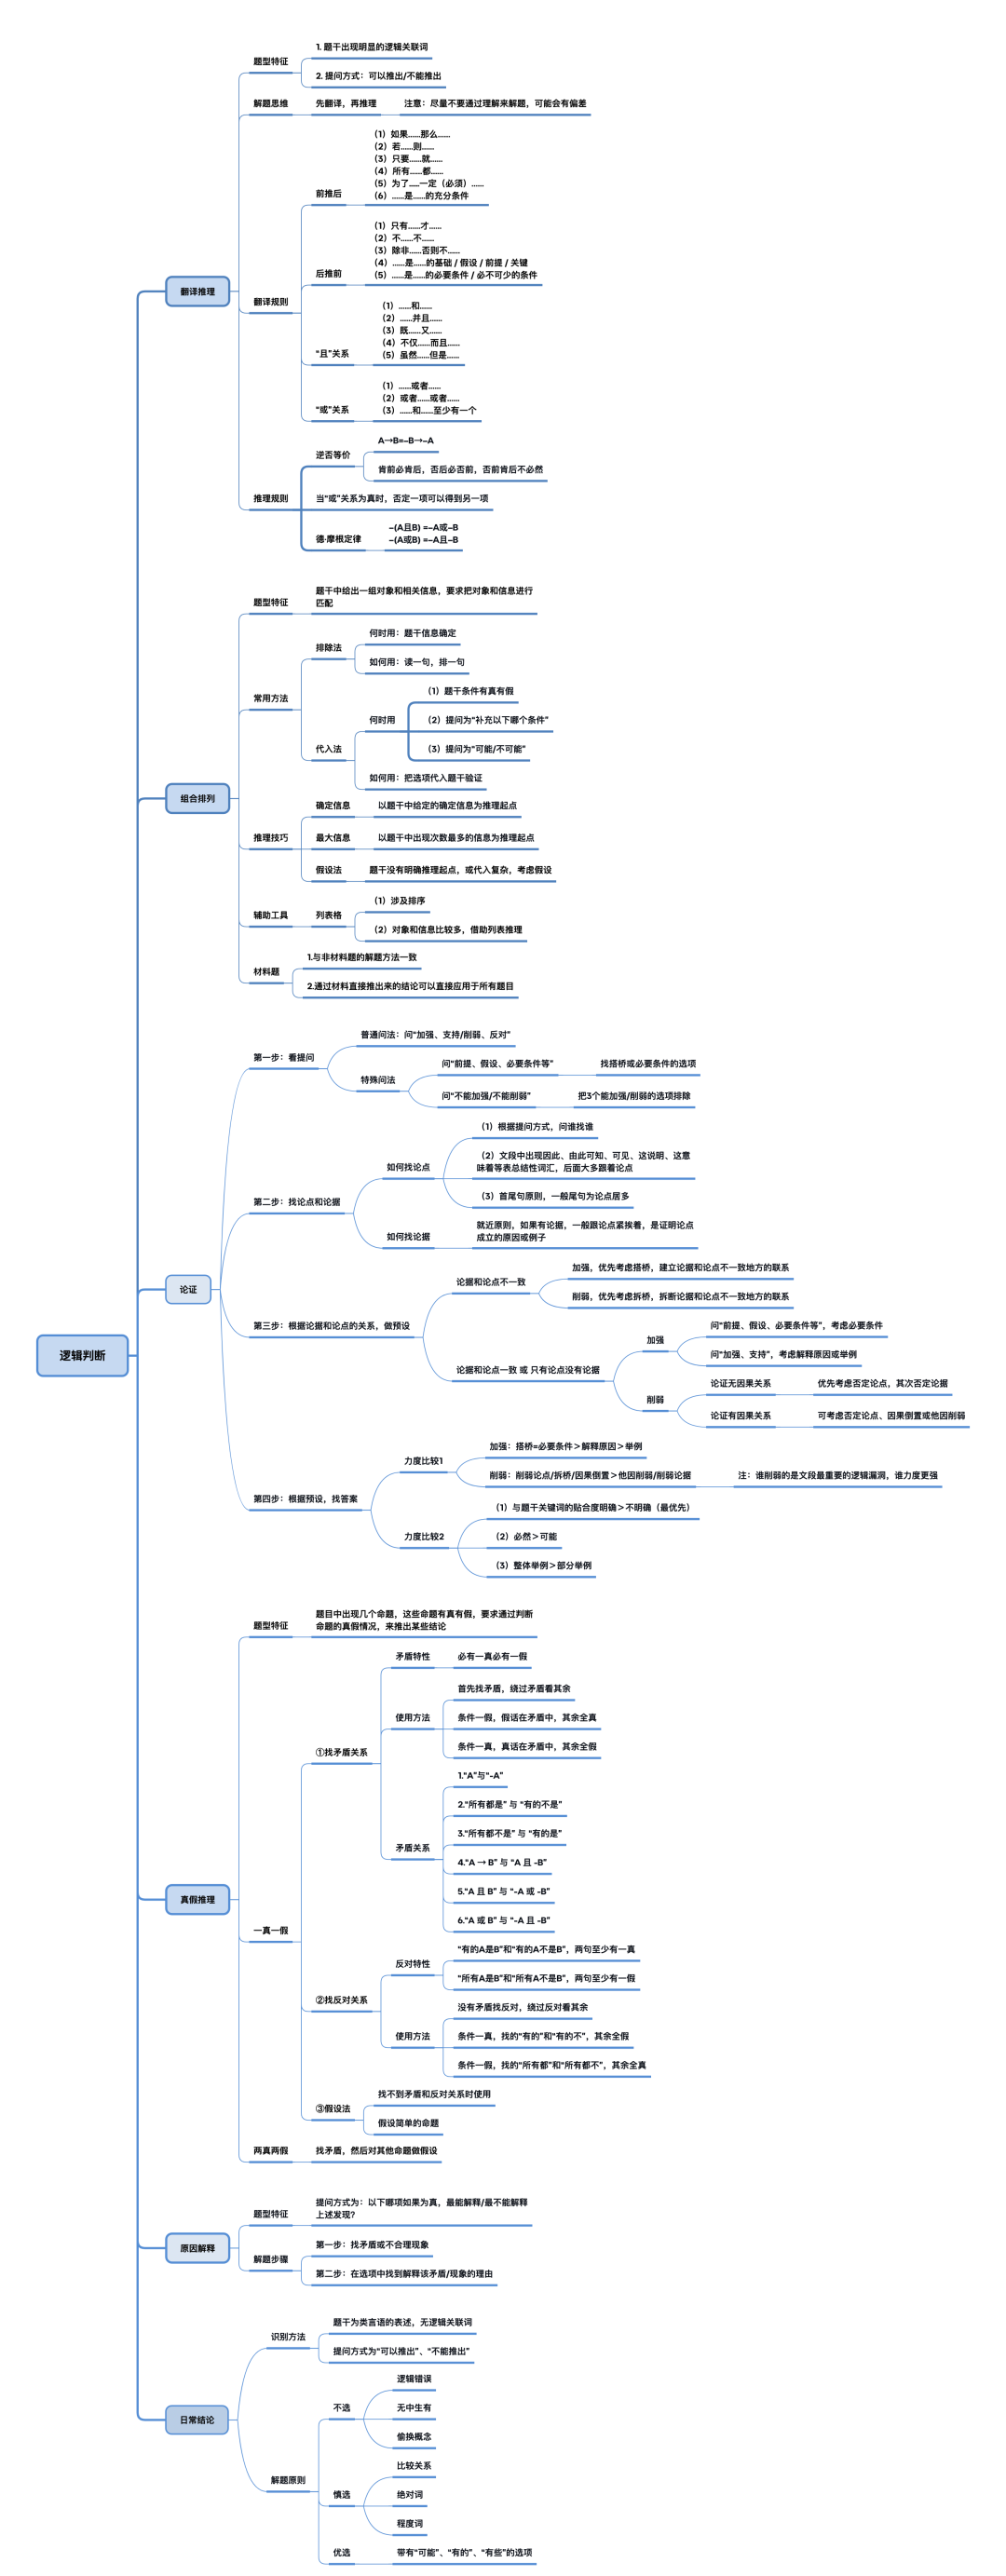 逻辑判断
翻译推理
题型特征
1. 题干出现明显的逻辑关联词
2. 提问方式：可以推出/不能推出
解题思维
先翻译，再推理
注意：尽量不要通过理解来解题，可能会有偏差
翻译规则
前推后
（1）如果……那么……
（2）若……则……
（3）只要……就……
（4）所有……都……
（5）为了……一定（必须）……
（6）……是……的充分条件
后推前
（1）只有……才……
（2）不……不……
（3）除非……否则不……
（4）……是……的基础 / 假设 / 前提 / 关键
（5）……是……的必要条件 / 必不可少的条件
“且”关系
（1）……和……
（2）……并且……
（3）既……又……
（4）不仅……而且……
（5）虽然……但是……
“或”关系
（1）……或者……
（2）或者……或者……
（3）……和……至少有一个
推理规则
逆否等价
A→B=–B→–A
肯前必肯后，否后必否前，否前肯后不必然
当“或”关系为真时，否定一项可以得到另一项
德·摩根定律
–(A且B) =–A或–B
–(A或B) =–A且–B
组合排列
题型特征
题干中给出一组对象和相关信息，要求把对象和信息进行
匹配
常用方法
排除法
何时用：题干信息确定
如何用：读一句，排一句
代入法
何时用
（1）题干条件有真有假
（2）提问为“补充以下哪个条件”
（3）提问为“可能/不可能”
如何用：把选项代入题干验证
推理技巧
确定信息
以题干中给定的确定信息为推理起点
最大信息
以题干中出现次数最多的信息为推理起点
假设法
题干没有明确推理起点，或代入复杂，考虑假设
辅助工具
列表格
（1）涉及排序
（2）对象和信息比较多，借助列表推理
材料题
1.与非材料题的解题方法一致
2.通过材料直接推出来的结论可以直接应用于所有题目
论证
第一步：看提问
普通问法：问“加强、支持/削弱、反对”
特殊问法
问“前提、假设、必要条件等”
找搭桥或必要条件的选项
问“不能加强/不能削弱”
把3个能加强/削弱的选项排除
第二步：找论点和论据
如何找论点
（1）根据提问方式，问谁找谁
（2）文段中出现因此、由此可知、可见、这说明、这意
味着等表总结性词汇，后面大多跟着论点
（3）首尾句原则，一般尾句为论点居多
如何找论据
就近原则，如果有论据，一般跟论点紧挨着，是证明论点
成立的原因或例子
第三步：根据论据和论点的关系，做预设
论据和论点不一致
加强，优先考虑搭桥，建立论据和论点不一致地方的联系
削弱，优先考虑拆桥，拆断论据和论点不一致地方的联系
论据和论点一致 或 只有论点没有论据
加强
问“前提、假设、必要条件等”，考虑必要条件
问“加强、支持”，考虑解释原因或举例
削弱
论证无因果关系
优先考虑否定论点，其次否定论据
论证有因果关系
可考虑否定论点、因果倒置或他因削弱
第四步：根据预设，找答案
力度比较1
加强：搭桥=必要条件＞解释原因＞举例
削弱：削弱论点/拆桥/因果倒置＞他因削弱/削弱论据
注：谁削弱的是文段最重要的逻辑漏洞，谁力度更强
力度比较2
（1）与题干关键词的贴合度明确＞不明确（最优先）
（2）必然＞可能
（3）整体举例＞部分举例
真假推理
题型特征
题目中出现几个命题，这些命题有真有假，要求通过判断
命题的真假情况，来推出某些结论
一真一假
①找矛盾关系
矛盾特性
必有一真必有一假
使用方法
首先找矛盾，绕过矛盾看其余
条件一假，假话在矛盾中，其余全真
条件一真，真话在矛盾中，其余全假
矛盾关系
1.“A”与“-A”
2.“所有都是” 与 “有的不是”
3.“所有都不是” 与 “有的是”
4.“A → B” 与 “A 且 -B”
5.“A 且 B” 与 “-A 或 -B”
6.“A 或 B” 与 “-A 且 -B”
②找反对关系
反对特性
“有的A是B”和“有的A不是B”，两句至少有一真
“所有A是B”和“所有A不是B”，两句至少有一假
使用方法
没有矛盾找反对，绕过反对看其余
条件一真，找的“有的”和“有的不”，其余全假
条件一假，找的“所有都”和“所有都不”，其余全真
③假设法
找不到矛盾和反对关系时使用
假设简单的命题
两真两假
找矛盾，然后对其他命题做假设
原因解释
题型特征
提问方式为：以下哪项如果为真，最能解释/最不能解释
上述发现？
解题步骤
第一步：找矛盾或不合理现象
第二步：在选项中找到解释该矛盾/现象的理由
日常结论
识别方法
题干为类言语的表述，无逻辑关联词
提问方式为“可以推出”、“不能推出”
解题原则
不选
逻辑错误
无中生有
偷换概念
慎选
比较关系
绝对词
程度词
优选
带有“可能”、“有的”、“有些”的选项